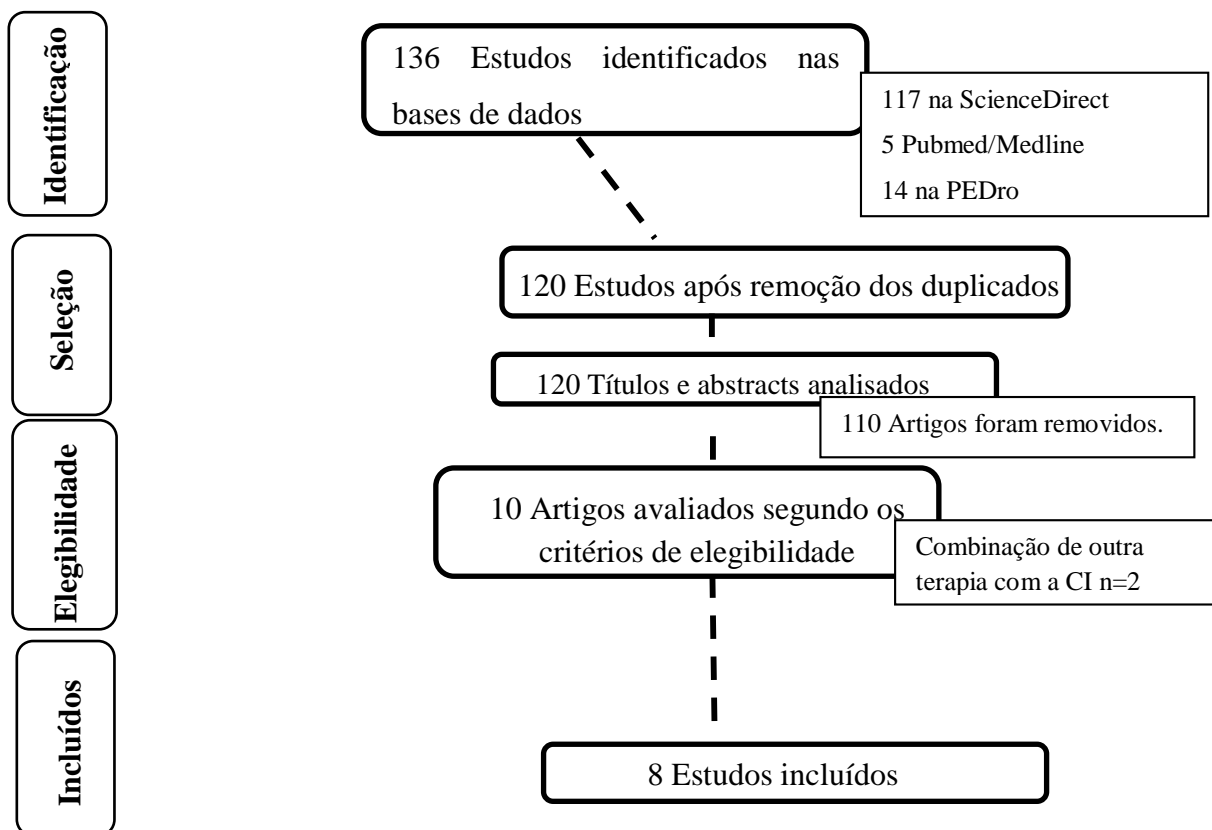 Identificação
136 Estudos identificados nas
bases de dados
117 na ScienceDirect
5 Pubmed/Medline
14 na PEDro
Seleção
120 Estudos após remoção dos duplicados
120 Títulos e abstracts analisados
110 Artigos foram removidos.
Elegibilidade
10 Artigos avaliados segundo os
critérios de elegibilidade
Combinação de outra
terapia com a CI n=2
Incluídos
8 Estudos incluídos